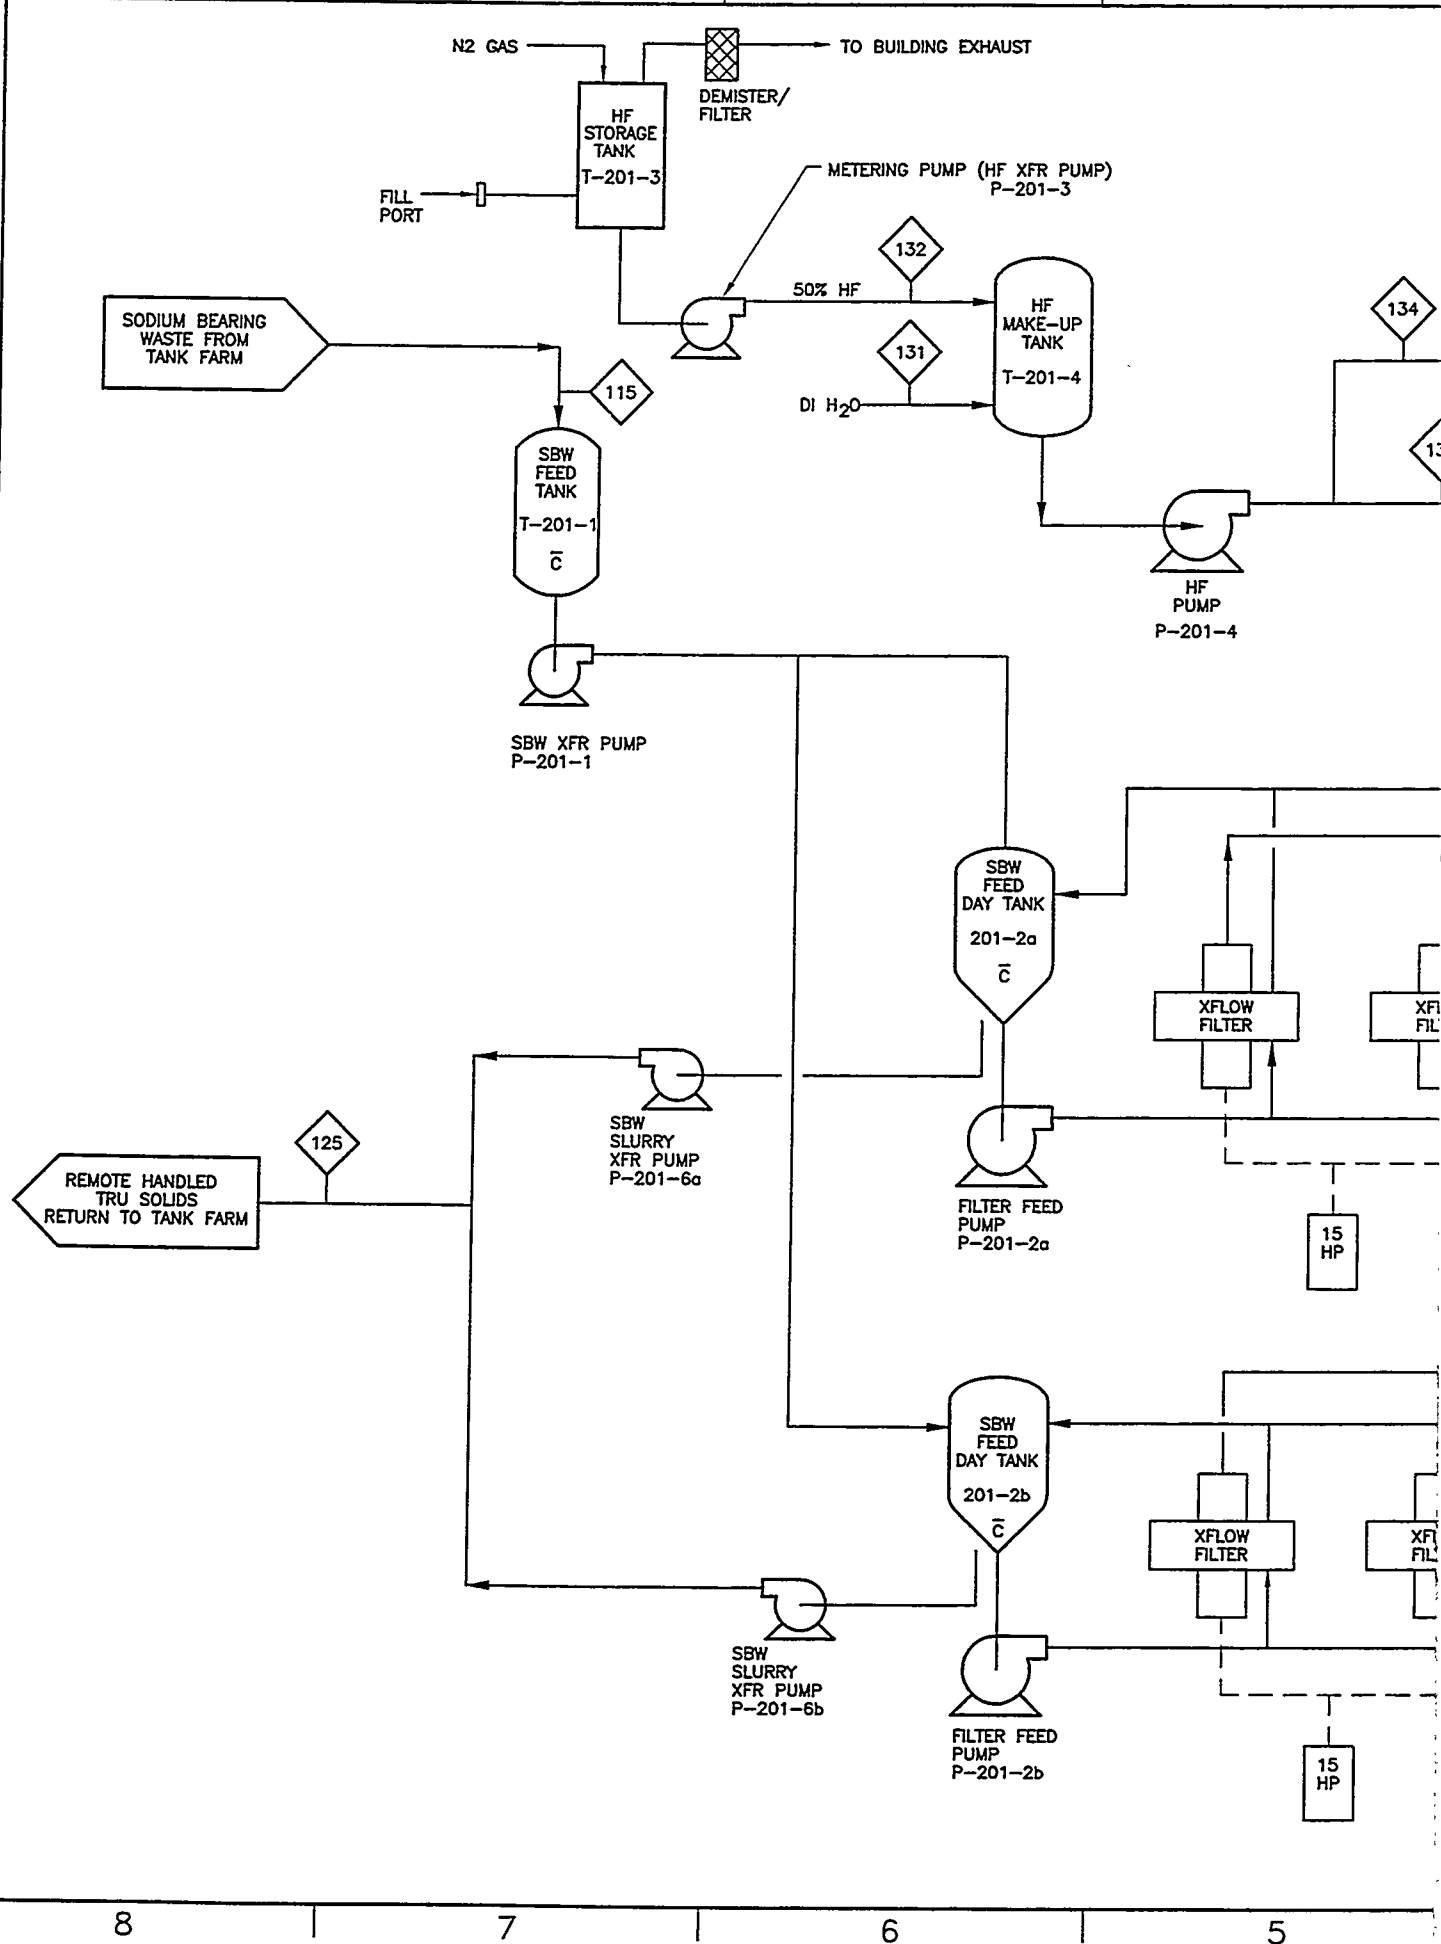 N2 GAS
TO BUILDING EXHAUST
DEMISTER/
FILTER
HF
STORAGE
TANK
T-201-3
FILL
PORT
METERING PUMP (HF XFR PUMP)
P-201-3
132
50% HF
131
DI H2O
HF
MAKE-UP
TANK
T-201-4
134
SODIUM BEARING
WASTE FROM
TANK FARM
115
SBW
FEED
TANK
T-201-1
C̅
HF
PUMP
P-201-4
SBW XFR PUMP
P-201-1
SBW
FEED
DAY TANK
201-2a
C̅
XFLOW
FILTER
SBW
SLURRY
XFR PUMP
P-201-6a
125
REMOTE HANDLED
TRU SOLIDS
RETURN TO TANK FARM
FILTER FEED
PUMP
P-201-2a
15
HP
SBW
FEED
DAY TANK
201-2b
C̅
XFLOW
FILTER
SBW
SLURRY
XFR PUMP
P-201-6b
FILTER FEED
PUMP
P-201-2b
15
HP
8
7
6
5